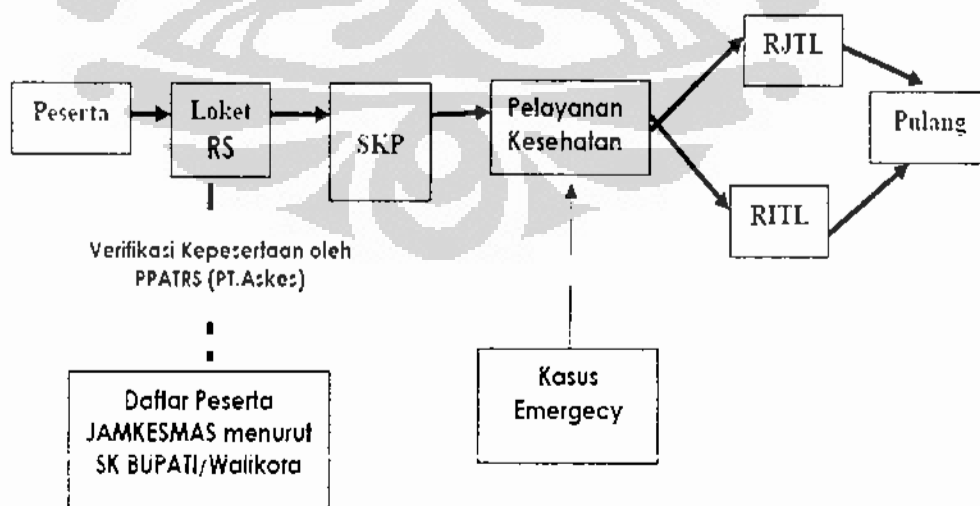 Peserta
Loket
RS
SKP
Pelayanan
Kesehatan
RJTL
RITL
Pulang
Verifikasi Kepesertaan oleh
PPATRS (PT.Askes)
Daftar Peserta
JAMKESMAS menurut
SK BUPATI/Walikora
Kasus
Emergecy